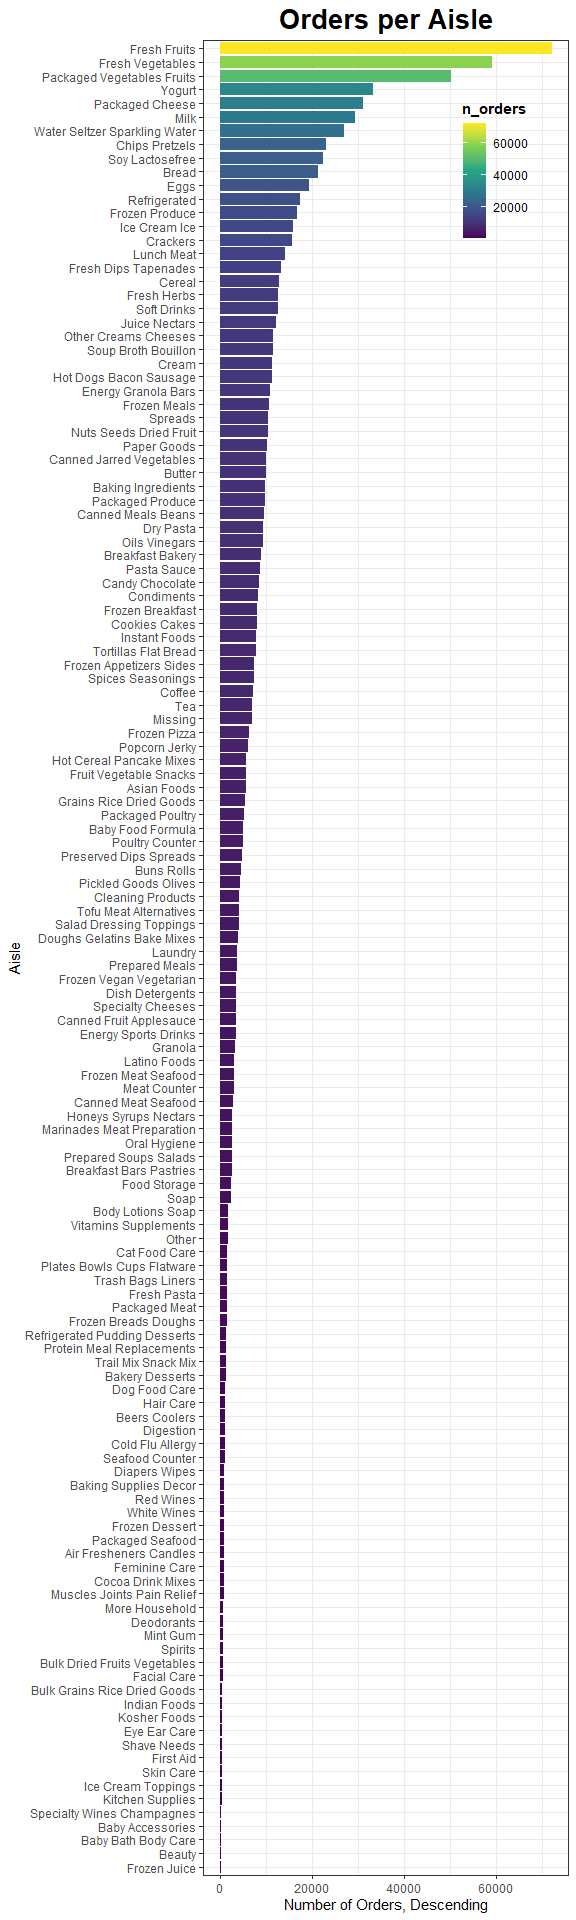 Orders per Aisle
Fresh Fruits
Fresh Vegetables
Packaged Vegetables Fruits
Yogurt
Packaged Cheese
Milk
Water Seltzer Sparkling Water
Chips Pretzels
Soy Lactosefree
Bread
Eggs
Refrigerated
Frozen Produce
Ice Cream Ice
Crackers
Lunch Meat
Fresh Dips Tapenades
Cereal
Fresh Herbs
Soft Drinks
Juice Nectars
Other Creams Cheeses
Soup Broth Bouillon
Cream
Hot Dogs Bacon Sausage
Energy Granola Bars
Frozen Meals
Spreads
Nuts Seeds Dried Fruit
Paper Goods
Canned Jarred Vegetables
Butter
Baking Ingredients
Packaged Produce
Canned Meals Beans
Dry Pasta
Oils Vinegars
Breakfast Bakery
Pasta Sauce
Candy Chocolate
Condiments
Frozen Breakfast
Cookies Cakes
Instant Foods
Tortillas Flat Bread
Frozen Appetizers Sides
Spices Seasonings
Coffee
Tea
Missing
Frozen Pizza
Popcorn Jerky
Hot Cereal Pancake Mixes
Fruit Vegetable Snacks
Asian Foods
Grains Rice Dried Goods
Packaged Poultry
Baby Food Formula
Poultry Counter
Preserved Dips Spreads
Buns Rolls
Pickled Goods Olives
Cleaning Products
Tofu Meat Alternatives
Salad Dressing Toppings
Doughs Gelatins Bake Mixes
Laundry
Prepared Meals
Frozen Vegan Vegetarian
Dish Detergents
Specialty Cheeses
Canned Fruit Applesauce
Energy Sports Drinks
Granola
Latino Foods
Frozen Meat Seafood
Meat Counter
Canned Meat Seafood
Honeys Syrups Nectars
Marinades Meat Preparation
Oral Hygiene
Prepared Soups Salads
Breakfast Bars Pastries
Food Storage
Soap
Body Lotions Soap
Vitamins Supplements
Other
Cat Food Care
Plates Bowls Cups Flatware
Trash Bags Liners
Fresh Pasta
Packaged Meat
Frozen Breads Doughs
Refrigerated Pudding Desserts
Protein Meal Replacements
Trail Mix Snack Mix
Bakery Desserts
Dog Food Care
Hair Care
Beers Coolers
Digestion
Cold Flu Allergy
Seafood Counter
Diapers Wipes
Baking Supplies Decor
Red Wines
White Wines
Frozen Dessert
Packaged Seafood
Air Fresheners Candles
Feminine Care
Cocoa Drink Mixes
Muscles Joints Pain Relief
More Household
Deodorants
Mint Gum
Spirits
Bulk Dried Fruits Vegetables
Facial Care
Bulk Grains Rice Dried Goods
Indian Foods
Kosher Foods
Eye Ear Care
Shave Needs
First Aid
Skin Care
Ice Cream Toppings
Kitchen Supplies
Specialty Wines Champagnes
Baby Accessories
Baby Bath Body Care
Beauty
Frozen Juice
Aisle
n_orders
60000
40000
20000
0 20000 40000 60000
Number of Orders, Descending